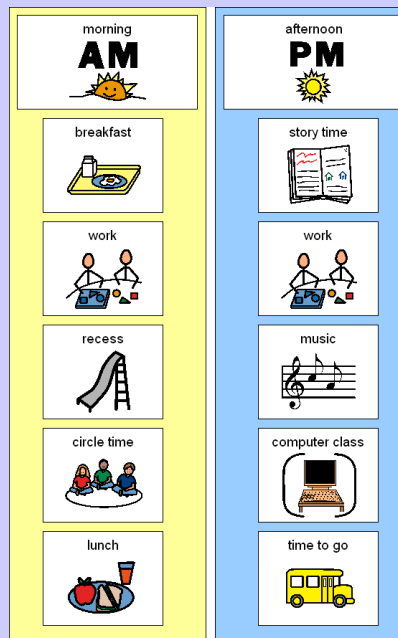 morning
AM
breakfast
work
recess
circle time
lunch
afternoon
PM
story time
work
music
computer class
time to go